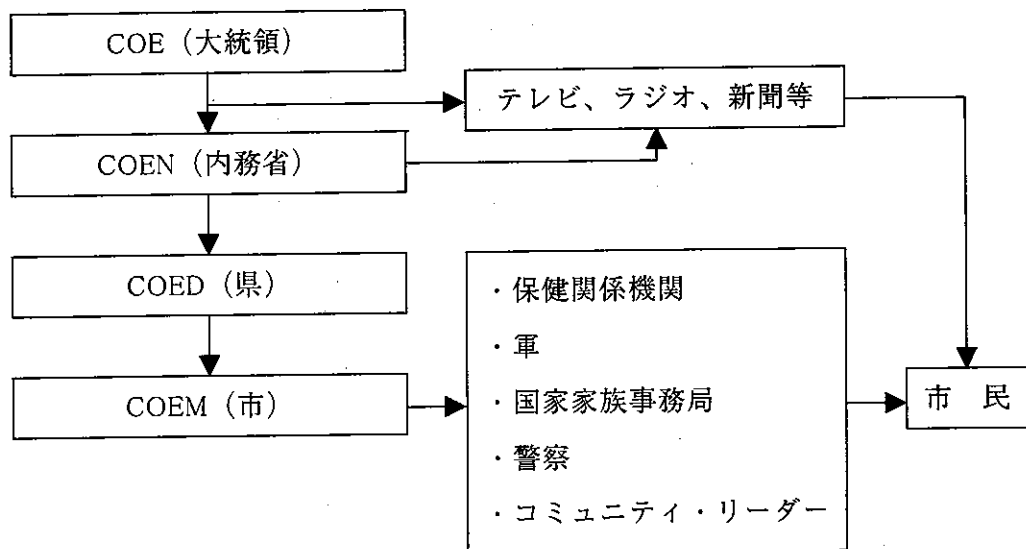 COE（大統領）
テレビ、ラジオ、新聞等
COEN（内務省）
COED（県）
COEM（市）
・保健関係機関
・軍
・国家家族事務局
・警察
・コミュニティ・リーダー
市　民